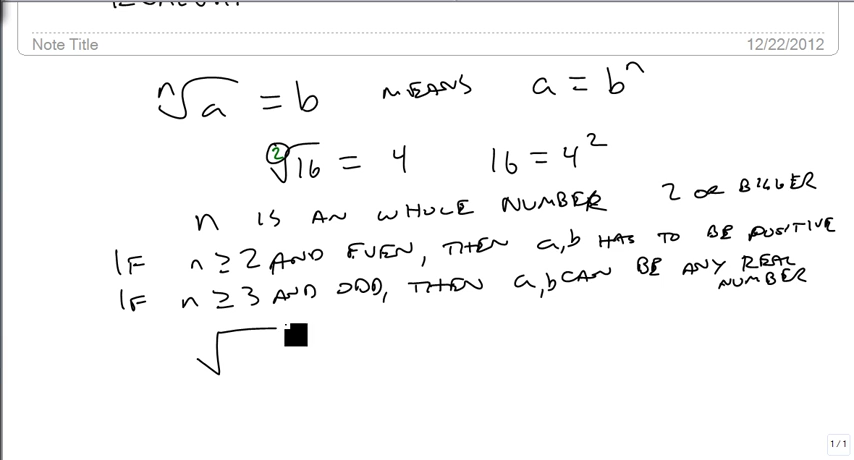 Note Title
12/22/2012
ⁿ√a = b MEANS a = bⁿ
²√16 = 4 16 = 4²
n IS AN WHOLE NUMBER 2 OR BIGGER
IF n ≥ 2 AND EVEN, THEN a,b HAS TO BE POSITIVE
IF n ≥ 3 AND ODD, THEN a,b CAN BE ANY REAL
NUMBER
√
1 / 1